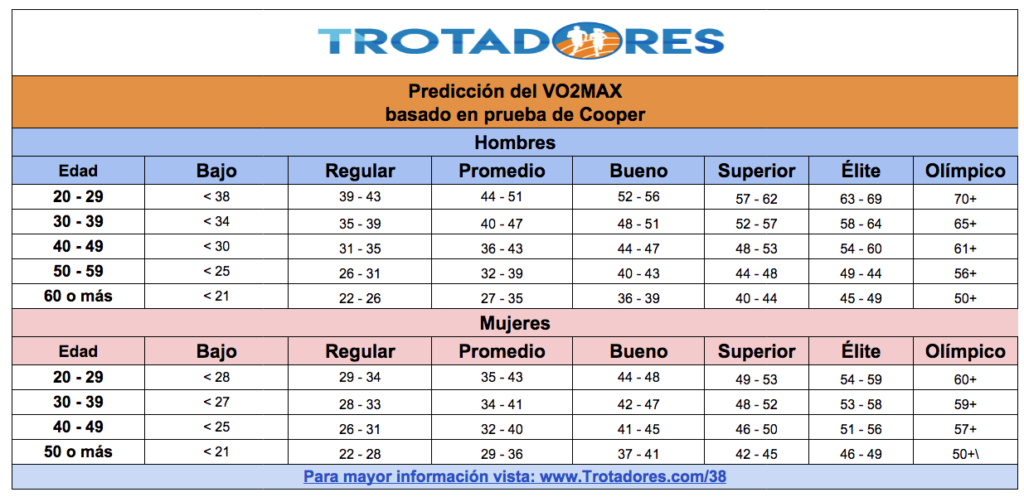 TROTADORES
Predicción del VO2MAX
basado en prueba de Cooper
Hombres
Edad Bajo Regular Promedio Bueno Superior Élite Olímpico
20 - 29 < 38 39 - 43 44 - 51 52 - 56 57 - 62 63 - 69 70+
30 - 39 < 34 35 - 39 40 - 47 48 - 51 52 - 57 58 - 64 65+
40 - 49 < 30 31 - 35 36 - 43 44 - 47 48 - 53 54 - 60 61+
50 - 59 < 25 26 - 31 32 - 39 40 - 43 44 - 48 49 - 44 56+
60 o más < 21 22 - 26 27 - 35 36 - 39 40 - 44 45 - 49 50+
Mujeres
Edad Bajo Regular Promedio Bueno Superior Élite Olímpico
20 - 29 < 28 29 - 34 35 - 43 44 - 48 49 - 53 54 - 59 60+
30 - 39 < 27 28 - 33 34 - 41 42 - 47 48 - 52 53 - 58 59+
40 - 49 < 25 26 - 31 32 - 40 41 - 45 46 - 50 51 - 56 57+
50 o más < 21 22 - 28 29 - 36 37 - 41 42 - 45 46 - 49 50+\
Para mayor información vista: www.Trotadores.com/38